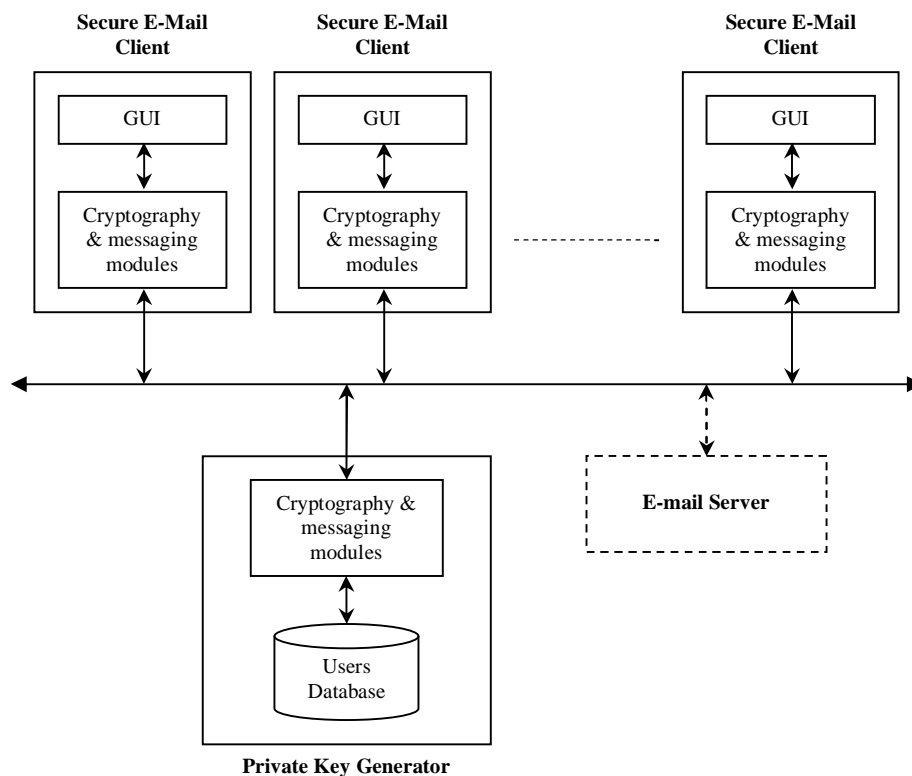 Secure E-Mail
Client
Secure E-Mail
Client
Secure E-Mail
Client
GUI
GUI
GUI
Cryptography
& messaging
modules
Cryptography
& messaging
modules
Cryptography
& messaging
modules
Cryptography &
messaging
modules
E-mail Server
Users
Database
Private Key Generator